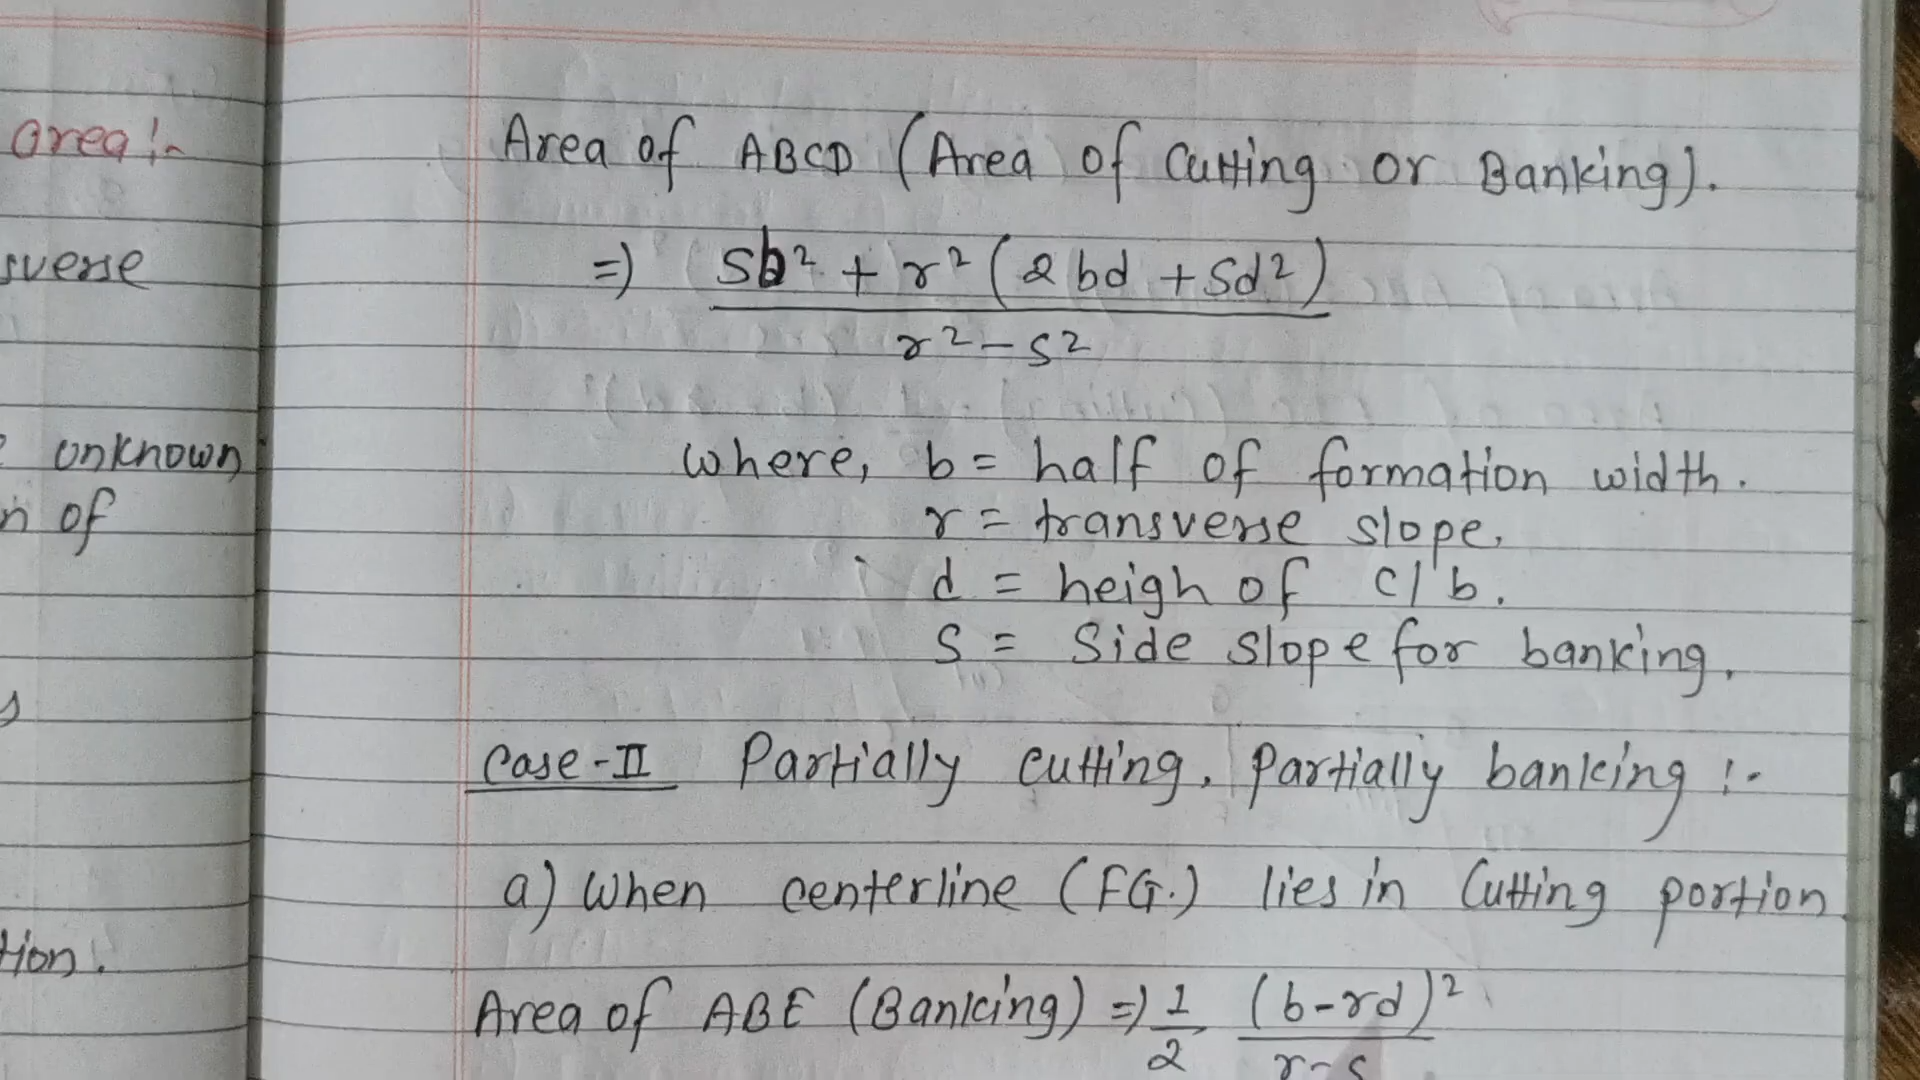 area:-
Area of ABCD (Area of Cutting or Banking).
sverse
=) sb² + r² (2bd + sd²)
r² - s²
unknown
where, b = half of formation width.
n of
r = transverse slope.
d = heigh of c/b.
s = Side slope for banking.
Case-II Partially cutting, Partially banking :-
a) When centerline (FG.) lies in Cutting portion
tion.
Area of ABE (Banking) =) 1/2 (b-rd)²
r-s